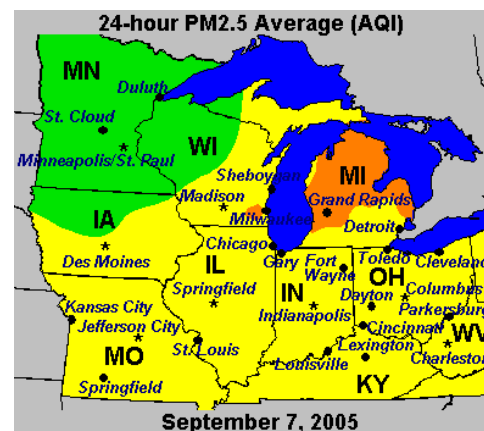 24-hour PM2.5 Average (AQI)
MN
Duluth
St. Cloud
WI
Minneapolis/St. Paul
Sheboygan
MI
Madison
Grand Rapids
IA
Milwaukee
Detroit
Chicago
Des Moines
Gary
Fort
Wayne
Toledo
Cleveland
IL
OH
Springfield
IN
Columbus
Kansas City
Dayton
Indianapolis
Parkersburg
Jefferson City
Cincinnati
WV
St. Louis
Lexington
MO
Louisville
Charleston
Springfield
KY
September 7, 2005